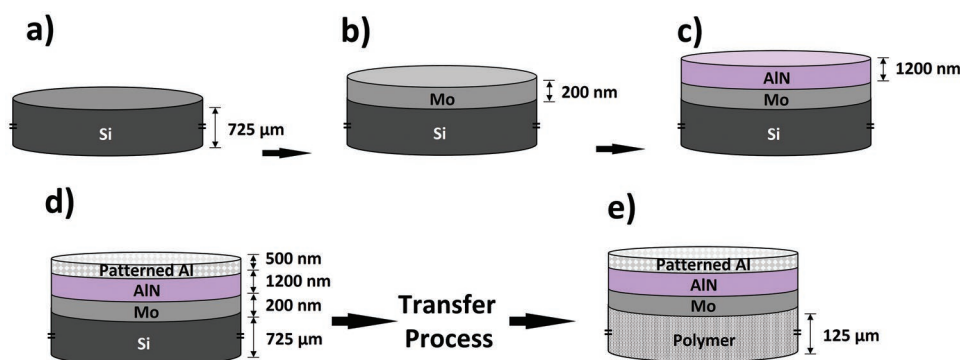 a)
Si
725 µm
b)
Mo
Si
200 nm
c)
AlN
Mo
Si
1200 nm
d)
Patterned Al
AlN
Mo
Si
500 nm
1200 nm
200 nm
725 µm
Transfer
Process
e)
Patterned Al
AlN
Mo
Polymer
125 µm